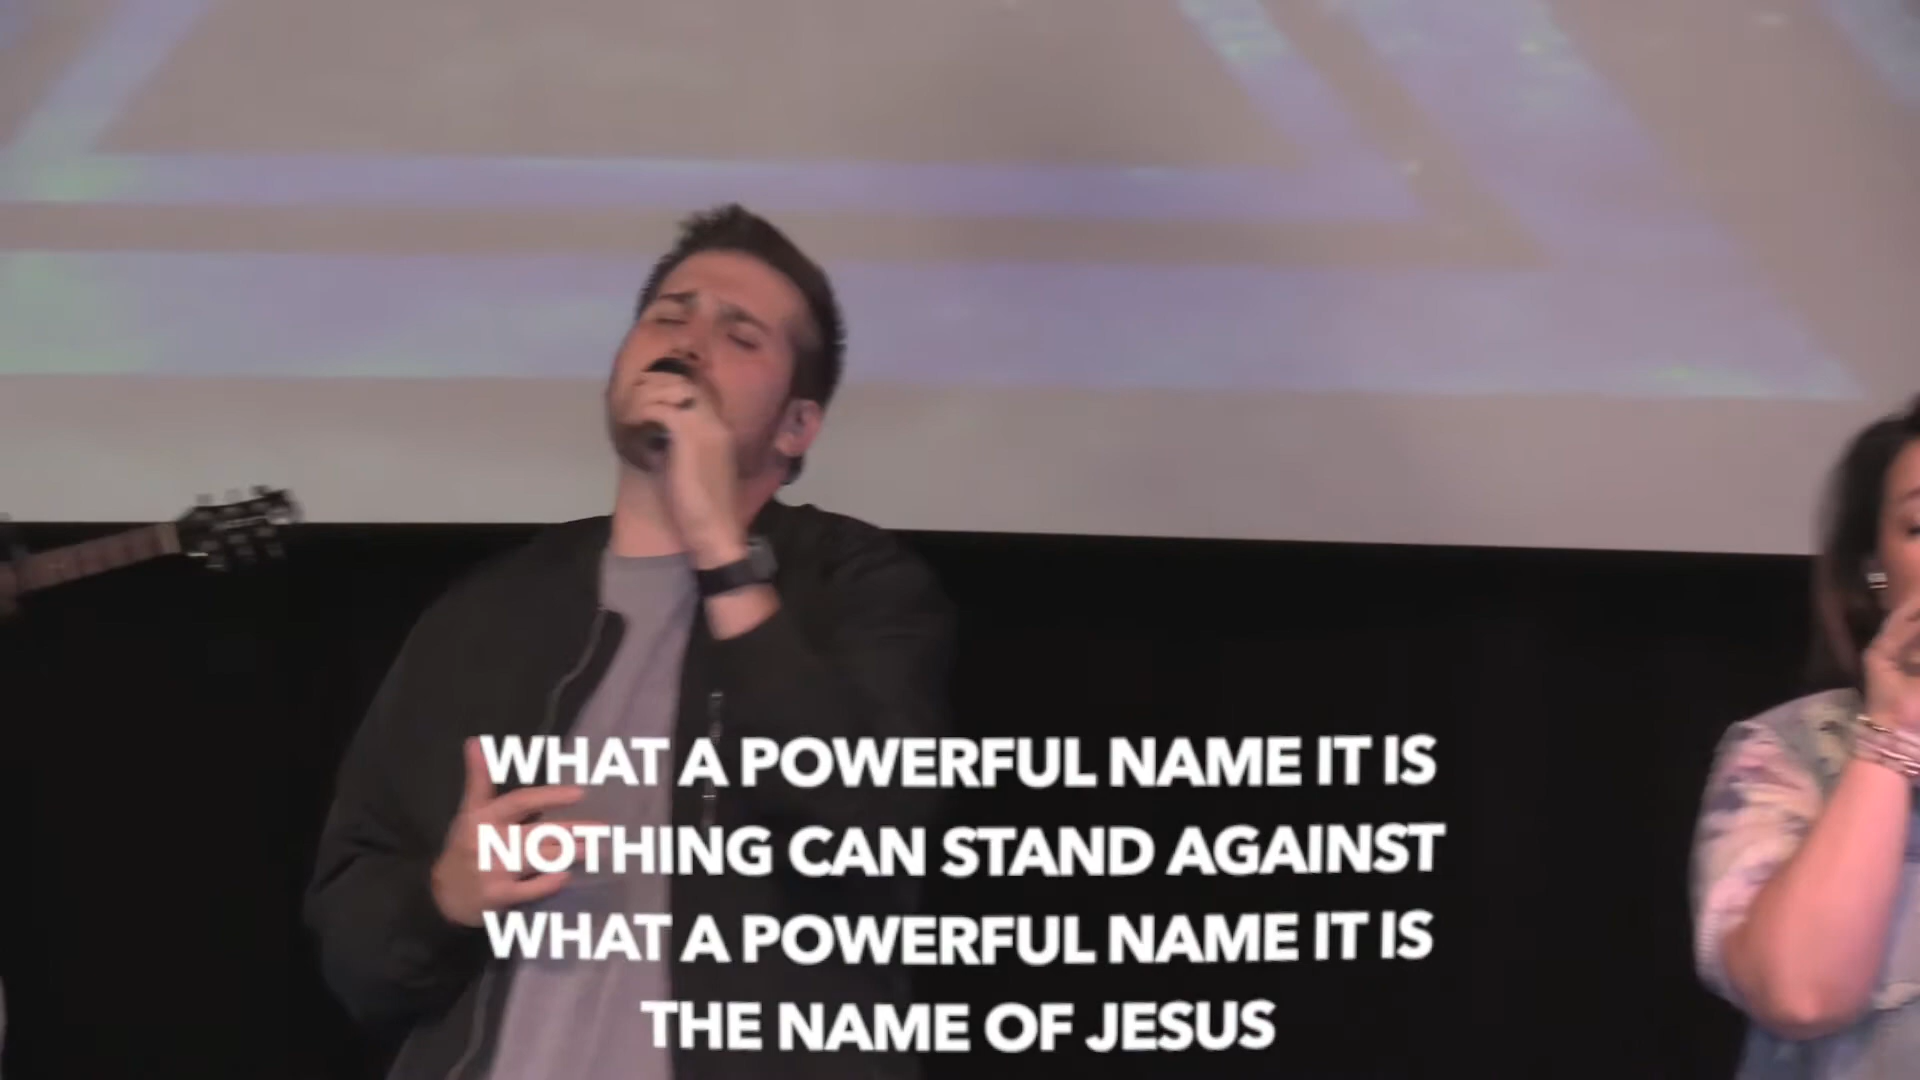 WHAT A POWERFUL NAME IT IS
NOTHING CAN STAND AGAINST
WHAT A POWERFUL NAME IT IS
THE NAME OF JESUS